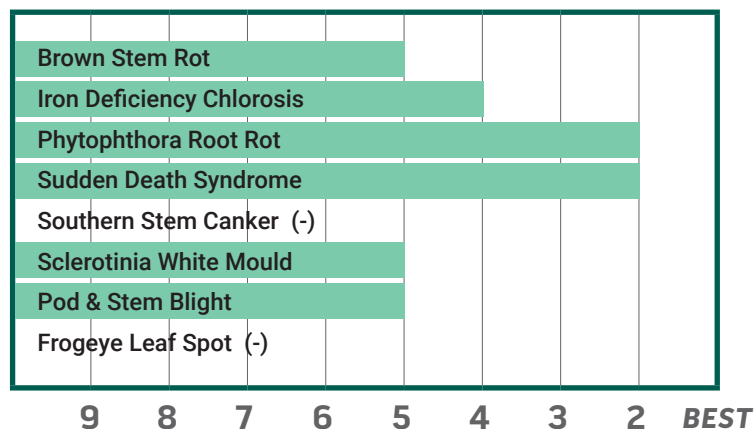 Brown Stem Rot
Iron Deficiency Chlorosis
Phytophthora Root Rot
Sudden Death Syndrome
Southern Stem Canker (-)
Sclerotinia White Mould
Pod & Stem Blight
Frogeye Leaf Spot (-)
9 8 7 6 5 4 3 2 BEST